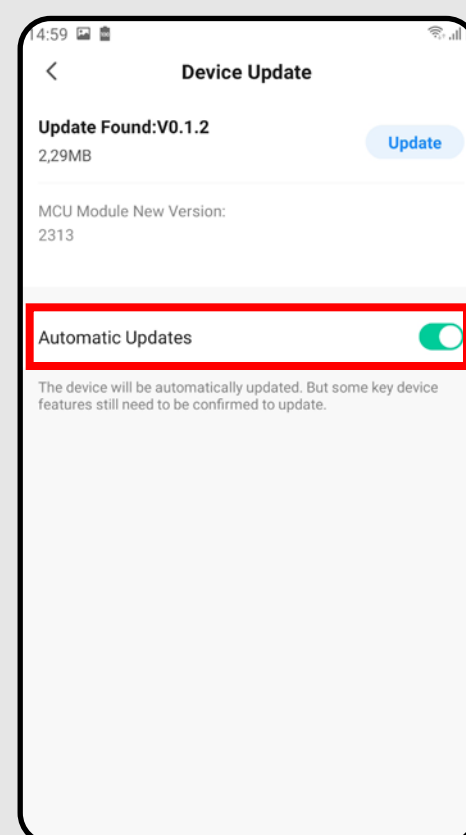 14:59
Device Update
Update Found:V0.1.2
Update
2,29MB
MCU Module New Version:
2313
Automatic Updates
The device will be automatically updated. But some key device
features still need to be confirmed to update.